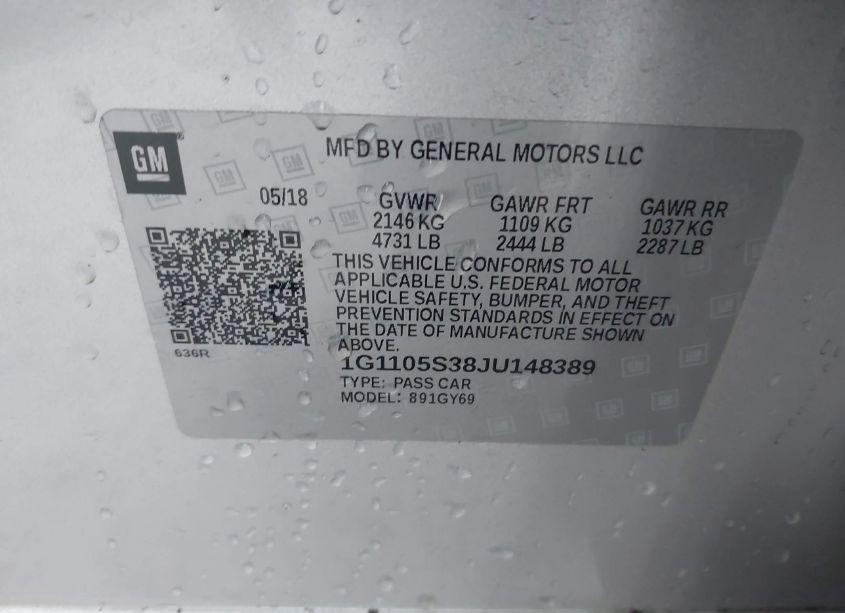 GM
MFD BY GENERAL MOTORS LLC
05/18
GVWR GAWR FRT GAWR RR
2146 KG 1109 KG 1037 KG
4731 LB 2444 LB 2287 LB
THIS VEHICLE CONFORMS TO ALL
APPLICABLE U.S. FEDERAL MOTOR
VEHICLE SAFETY, BUMPER, AND THEFT
PREVENTION STANDARDS IN EFFECT ON
THE DATE OF MANUFACTURE SHOWN
ABOVE.
636R
1G1105S38JU148389
TYPE: PASS CAR
MODEL: 891GY69